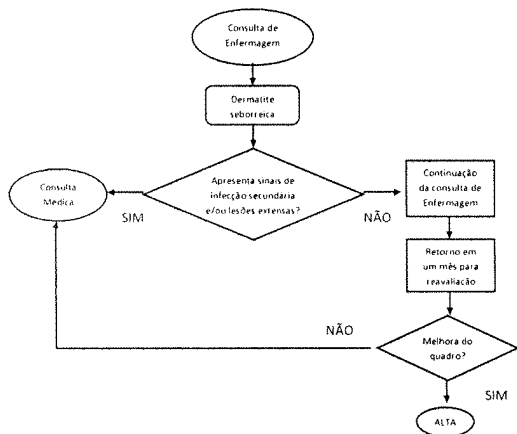 Consulta de
Enfermagem
Dermatite
seborreica
Apresenta sinais de
infecção secundária
e/ou lesões extensas?
Consulta
Medica
SIM
NÃO
Continuação
da consulta de
Enfermagem
Retorno em
um mês para
reavaliação
NÃO
Melhora do
quadro?
SIM
ALTA